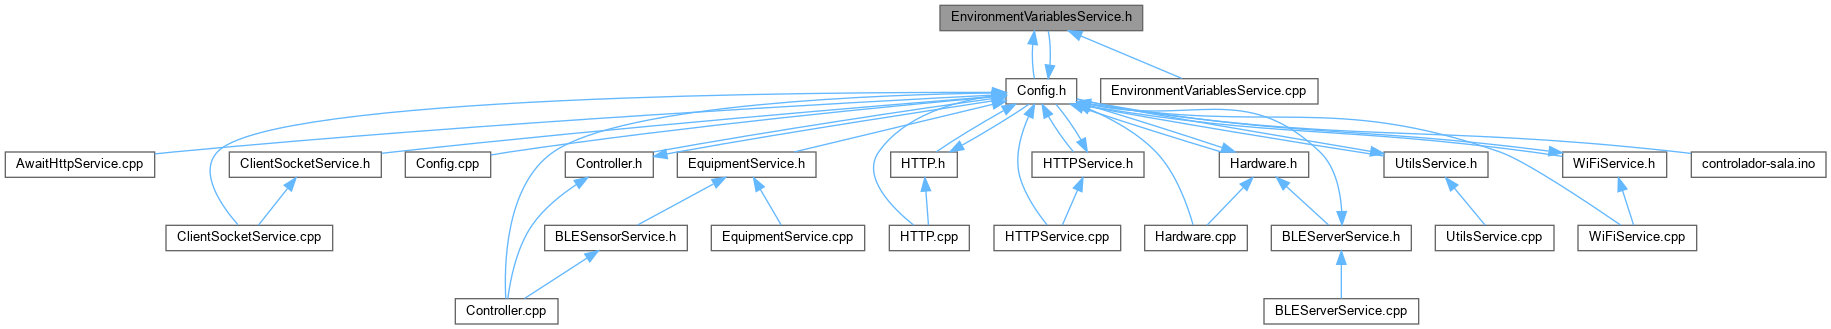 EnvironmentVariablesService.h
Config.h
EnvironmentVariablesService.cpp
AwaitHttpService.cpp
ClientSocketService.h
Config.cpp
Controller.h
EquipmentService.h
HTTP.h
HTTPService.h
Hardware.h
UtilsService.h
WiFiService.h
controlador-sala.ino
ClientSocketService.cpp
BLESensorService.h
EquipmentService.cpp
HTTP.cpp
HTTPService.cpp
Hardware.cpp
BLEServerService.h
UtilsService.cpp
WiFiService.cpp
Controller.cpp
BLEServerService.cpp